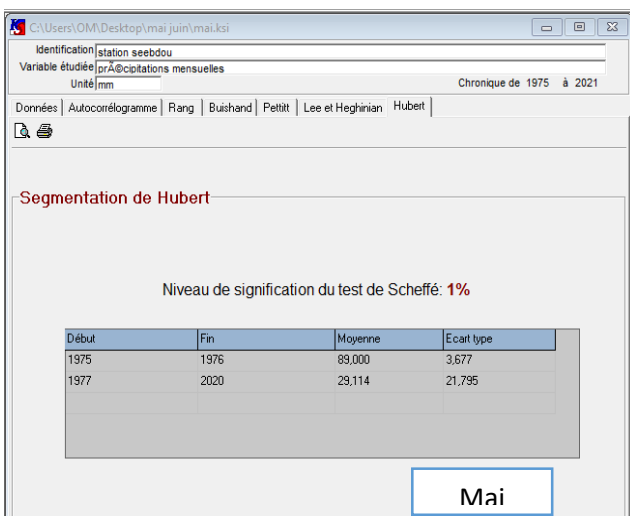 C:\Users\OM\Desktop\mai juin\mai.ksi
Identification station seebdou
Variable étudiée prÃ©cipitations mensuelles
Unité mm Chronique de 1975 à 2021
Données Autocorrélogramme Rang Buishand Pettitt Lee et Heghinian Hubert
Segmentation de Hubert
Niveau de signification du test de Scheffé: 1%
Début Fin Moyenne Ecart type
1975 1976 89,000 3,677
1977 2020 29,114 21,795
Mai